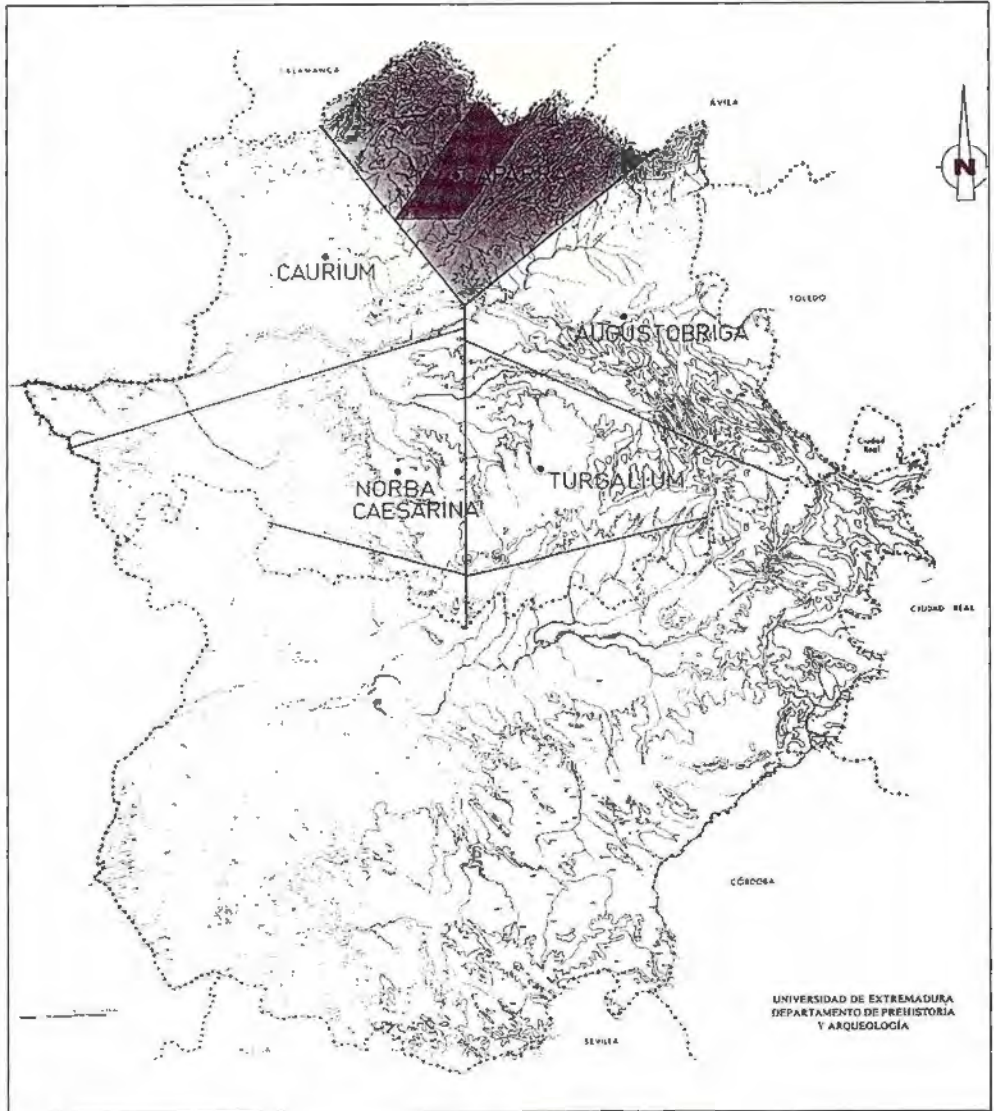 SALAMANCA
ÁVILA
N
CAPARRA
CAURIUM
TOLEDO
AUGUSTOBRIGA
Ciudad
Real
NORBA
CAESARINA
TURGALIUM
CIUDAD REAL
CÓRDOBA
UNIVERSIDAD DE EXTREMADURA
DEPARTAMENTO DE PREHISTORIA
Y ARQUEOLOGÍA
SEVILLA